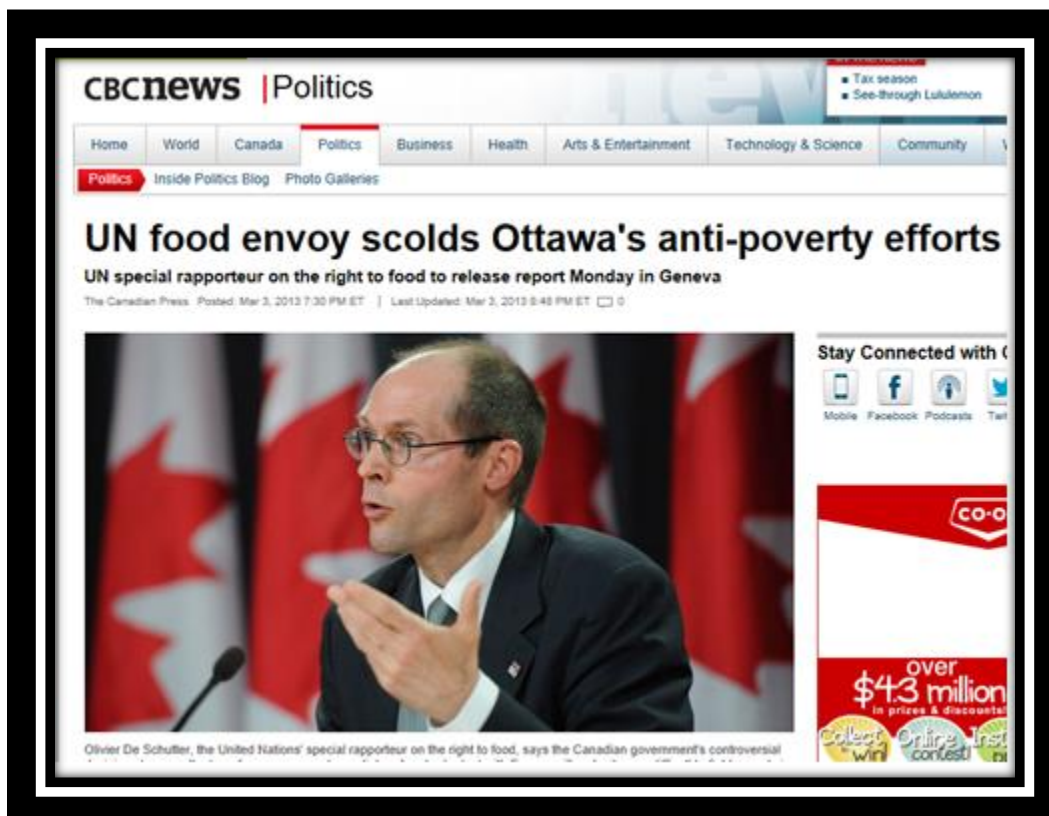 CBCnews | Politics
Tax season
See-through Lululemon
Home World Canada Politics Business Health Arts & Entertainment Technology & Science Community
Politics Inside Politics Blog Photo Galleries
UN food envoy scolds Ottawa's anti-poverty efforts
UN special rapporteur on the right to food to release report Monday in Geneva
The Canadian Press Posted: Mar 3, 2013 7:30 PM ET | Last Updated: Mar 3, 2013 8:48 PM ET 0
Stay Connected with
Mobile Facebook Podcasts
co-o
over
$4.3 million
in prizes & discounts!
Collect win Online contest!
Olivier De Schutter, the United Nations' special rapporteur on the right to food, says the Canadian government's controversial